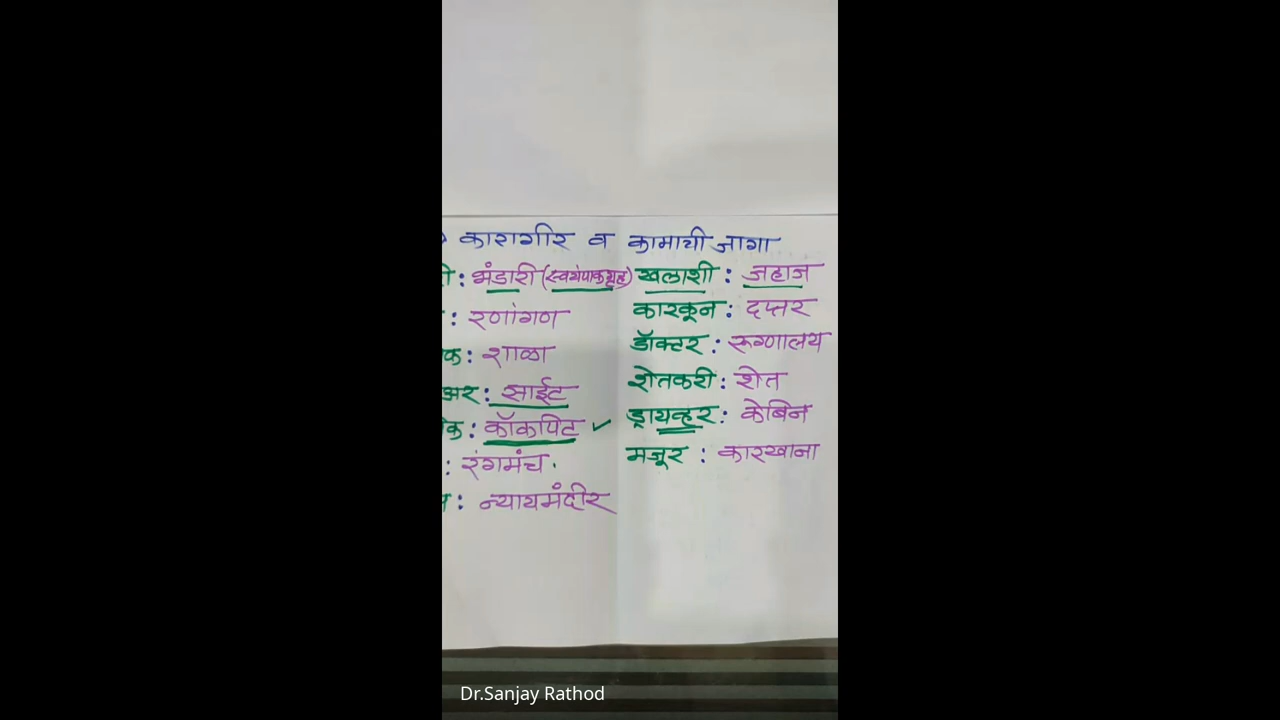 कारागीर व कामाची जागा
ी : भंडारी (स्वयंपाकगृह)
: रणांगण
क : शाळा
अर : साईट
क : कॉकपिट ✓
: रंगमंच.
: न्यायमंदीर
खलाशी : जहाज
कारकून : दप्तर
डॉक्टर : रूग्णालय
शेतकरी : शेत
ड्रायव्हर : केबिन
मजूर : कारखाना
Dr.Sanjay Rathod